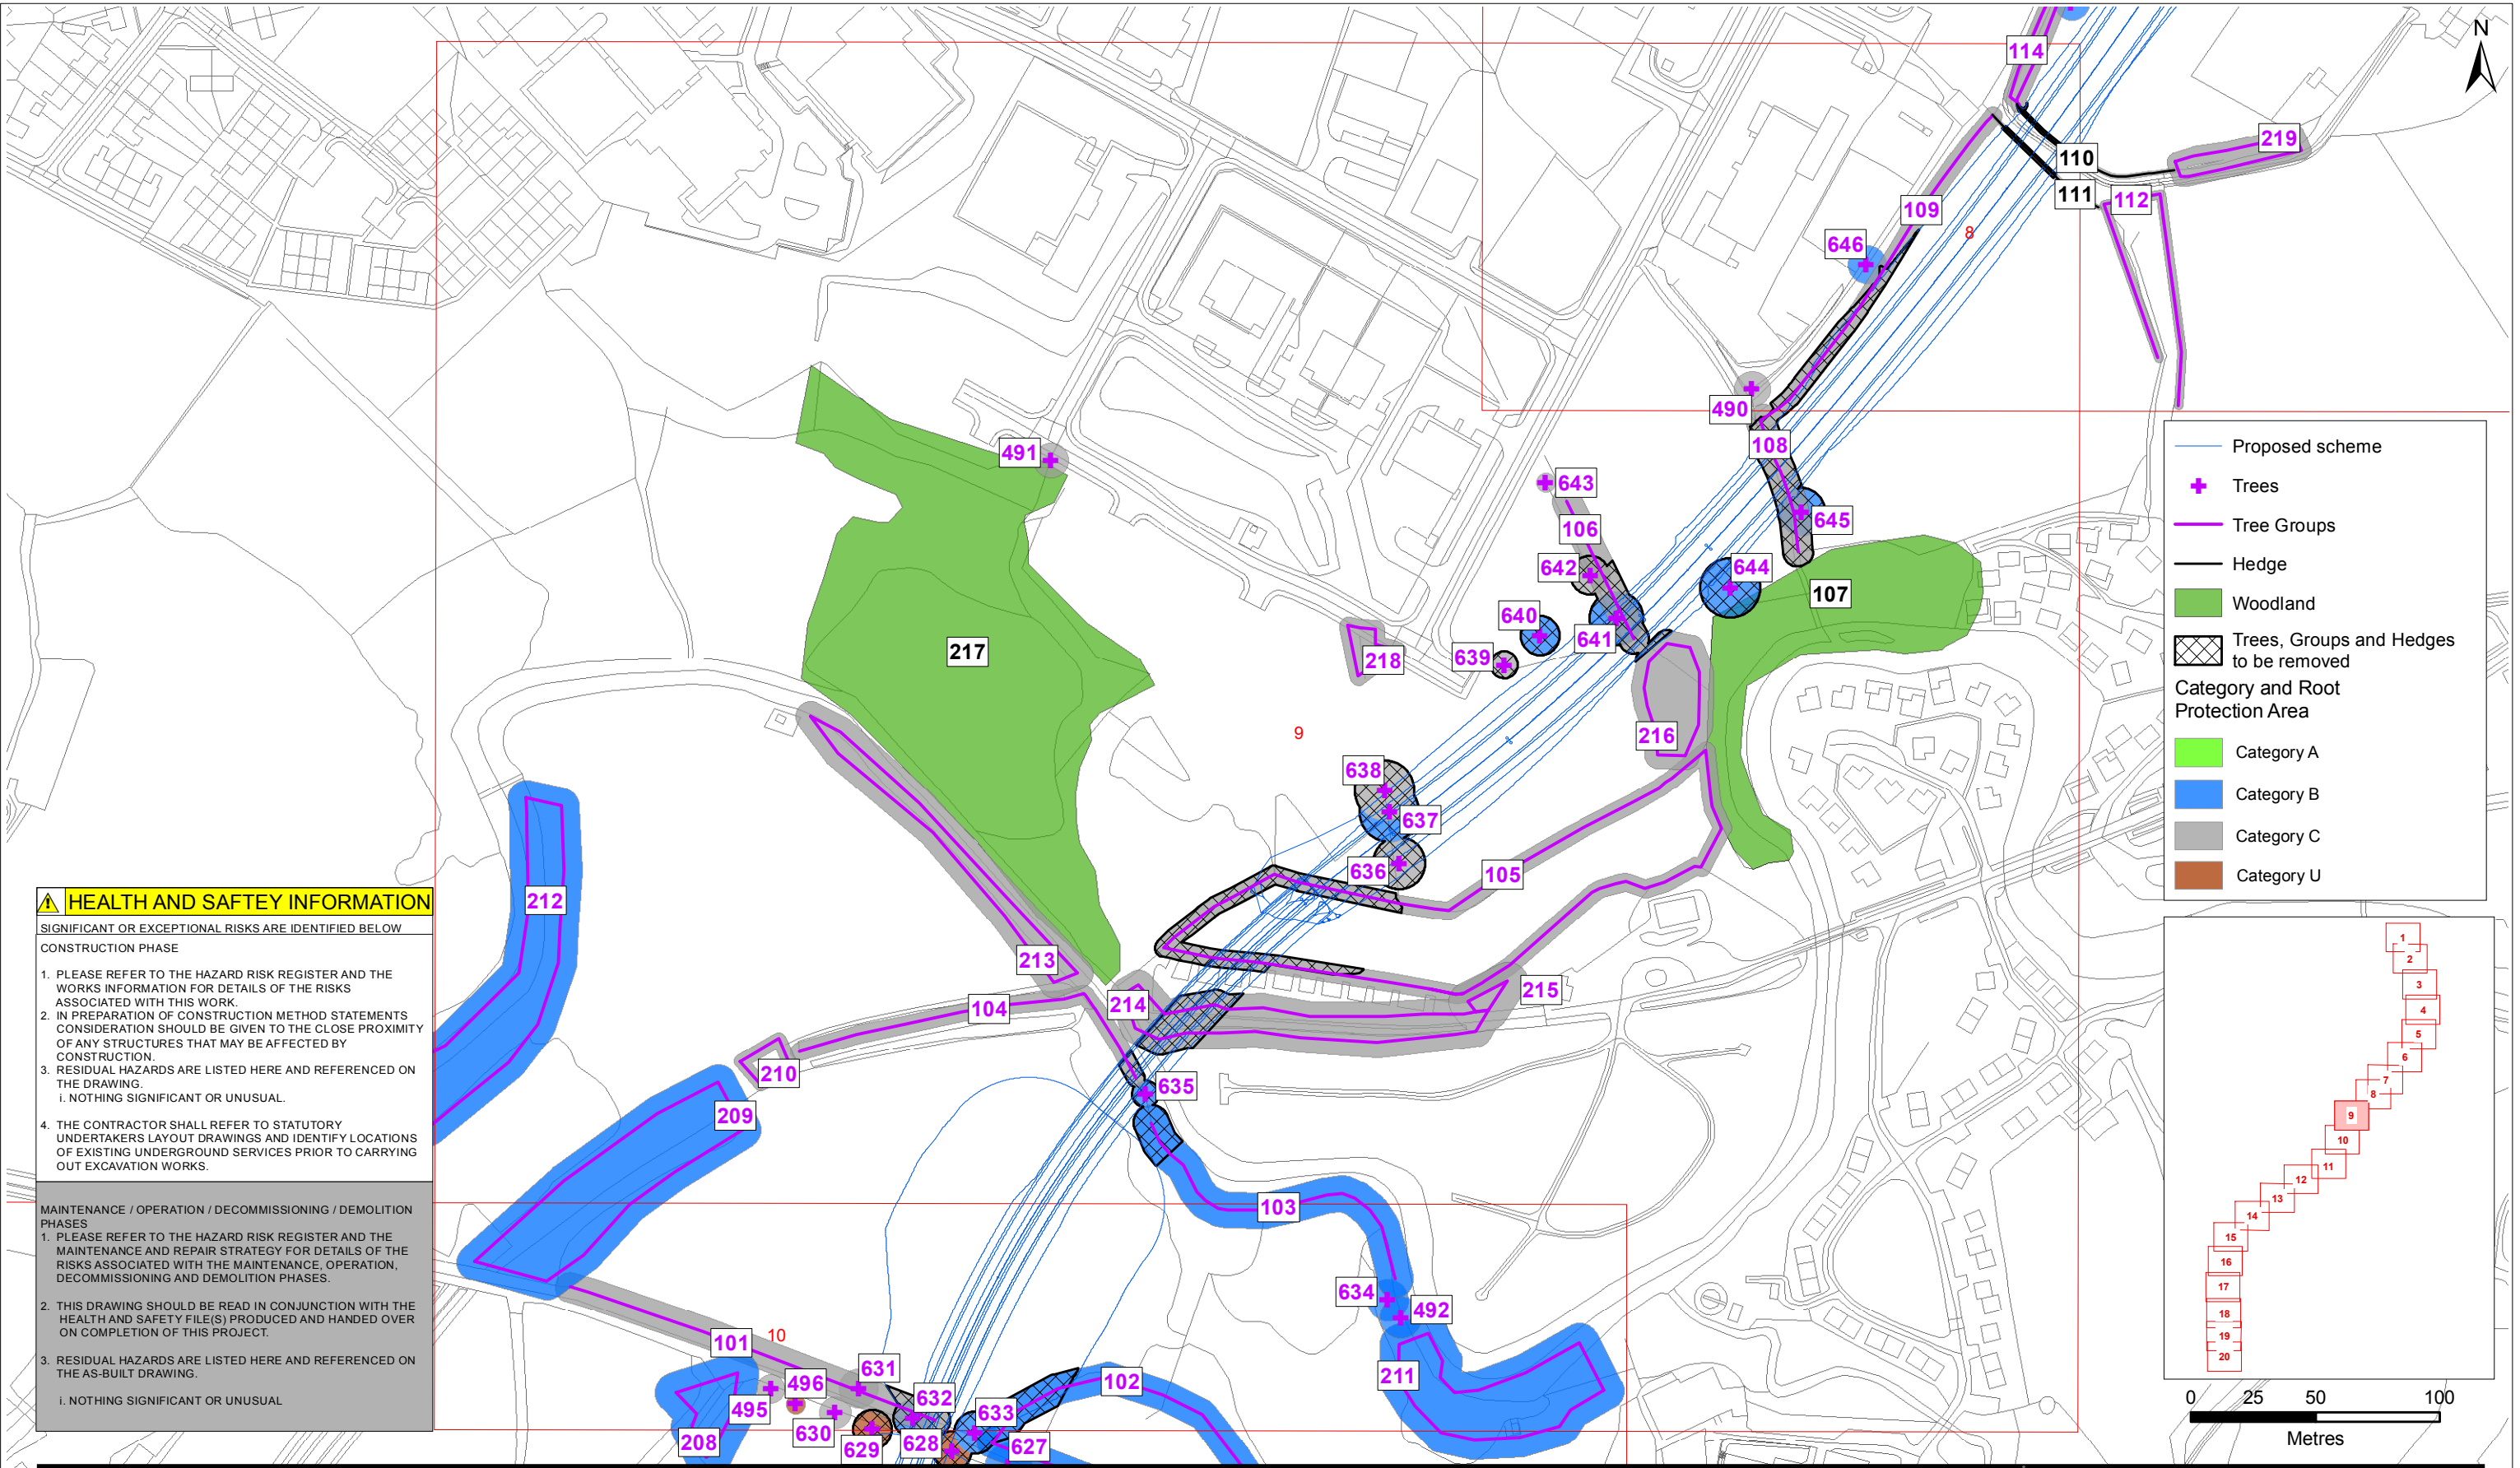 N
114
219
110
111
112
109
8
646
490
108
491
643
106
645
642
644
107
640
641
639
217
218
216
9
638
637
636
105
212
213
215
214
104
210
635
209
103
634
492
101
10
631
211
102
496
632
495
633
630
208
629
628
627
Proposed scheme
Trees
Tree Groups
Hedge
Woodland
Trees, Groups and Hedges
to be removed
Category and Root
Protection Area
Category A
Category B
Category C
Category U
HEALTH AND SAFTEY INFORMATION
SIGNIFICANT OR EXCEPTIONAL RISKS ARE IDENTIFIED BELOW
CONSTRUCTION PHASE
1. PLEASE REFER TO THE HAZARD RISK REGISTER AND THE
WORKS INFORMATION FOR DETAILS OF THE RISKS
ASSOCIATED WITH THIS WORK.
2. IN PREPARATION OF CONSTRUCTION METHOD STATEMENTS
CONSIDERATION SHOULD BE GIVEN TO THE CLOSE PROXIMITY
OF ANY STRUCTURES THAT MAY BE AFFECTED BY
CONSTRUCTION.
3. RESIDUAL HAZARDS ARE LISTED HERE AND REFERENCED ON
THE DRAWING.
i. NOTHING SIGNIFICANT OR UNUSUAL.
4. THE CONTRACTOR SHALL REFER TO STATUTORY
UNDERTAKERS LAYOUT DRAWINGS AND IDENTIFY LOCATIONS
OF EXISTING UNDERGROUND SERVICES PRIOR TO CARRYING
OUT EXCAVATION WORKS.
MAINTENANCE / OPERATION / DECOMMISSIONING / DEMOLITION
PHASES
1. PLEASE REFER TO THE HAZARD RISK REGISTER AND THE
MAINTENANCE AND REPAIR STRATEGY FOR DETAILS OF THE
RISKS ASSOCIATED WITH THE MAINTENANCE, OPERATION,
DECOMMISSIONING AND DEMOLITION PHASES.
2. THIS DRAWING SHOULD BE READ IN CONJUNCTION WITH THE
HEALTH AND SAFETY FILE(S) PRODUCED AND HANDED OVER
ON COMPLETION OF THIS PROJECT.
3. RESIDUAL HAZARDS ARE LISTED HERE AND REFERENCED ON
THE AS-BUILT DRAWING.
i. NOTHING SIGNIFICANT OR UNUSUAL
1
2
3
4
5
6
7
8
9
10
11
12
13
14
15
16
17
18
19
20
0 25 50 100
Metres